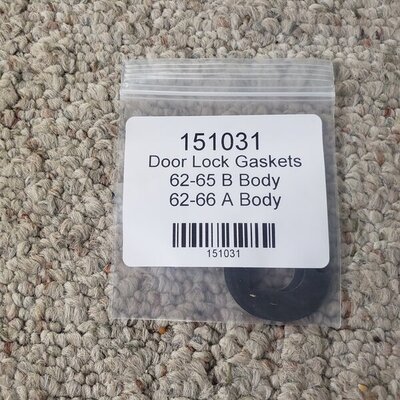 151031
Door Lock Gaskets
62-65 B Body
62-66 A Body
151031